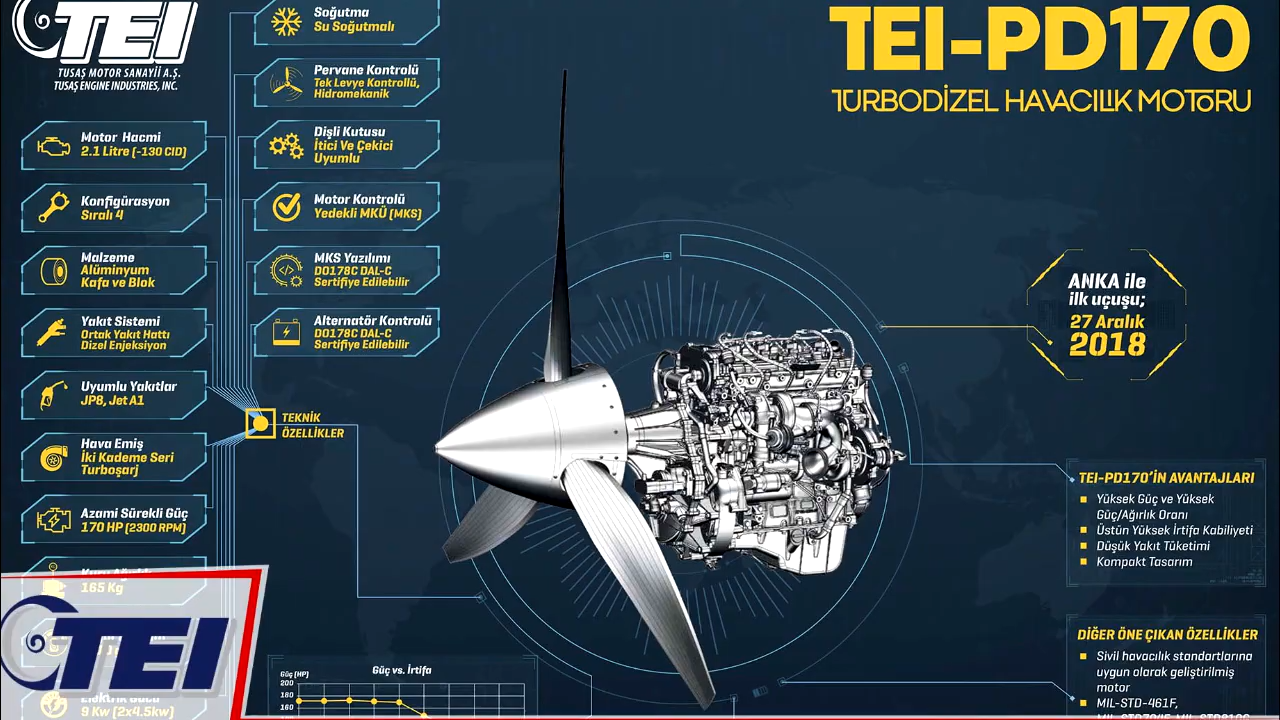 TEI
TUSAŞ MOTOR SANAYİİ A.Ş.
TUSAŞ ENGINE INDUSTRIES, INC.
Motor Hacmi
2.1 Litre (~130 CID)
Konfigürasyon
Sıralı 4
Malzeme
Alüminyum
Kafa ve Blok
Yakıt Sistemi
Ortak Yakıt Hattı
Dizel Enjeksiyon
Uyumlu Yakıtlar
JP8, Jet A1
Hava Emiş
İki Kademe Seri
Turboşarj
Azami Sürekli Güç
170 HP (2300 RPM)
165 Kg
9 Kw (2x4.5kw)
TEI
Soğutma
Su Soğutmalı
Pervane Kontrolü
Tek Levye Kontrollü,
Hidromekanik
Dişli Kutusu
İtici Ve Çekici
Uyumlu
Motor Kontrolü
Yedekli MKÜ (MKS)
MKS Yazılımı
DO178C DAL-C
Sertifiye Edilebilir
Alternatör Kontrolü
DO178C DAL-C
Sertifiye Edilebilir
TEKNİK
ÖZELLİKLER
Güç vs. İrtifa
Güç (HP)
200
180
160
TEI-PD170
TURBODİZEL HAVACILIK MOTORU
ANKA ile
ilk uçuşu;
27 Aralık
2018
TEI-PD170'İN AVANTAJLARI
Yüksek Güç ve Yüksek
Güç/Ağırlık Oranı
Üstün Yüksek İrtifa Kabiliyeti
Düşük Yakıt Tüketimi
Kompakt Tasarım
DİĞER ÖNE ÇIKAN ÖZELLİKLER
Sivil havacılık standartlarına
uygun olarak geliştirilmiş
motor
MIL-STD-461F,